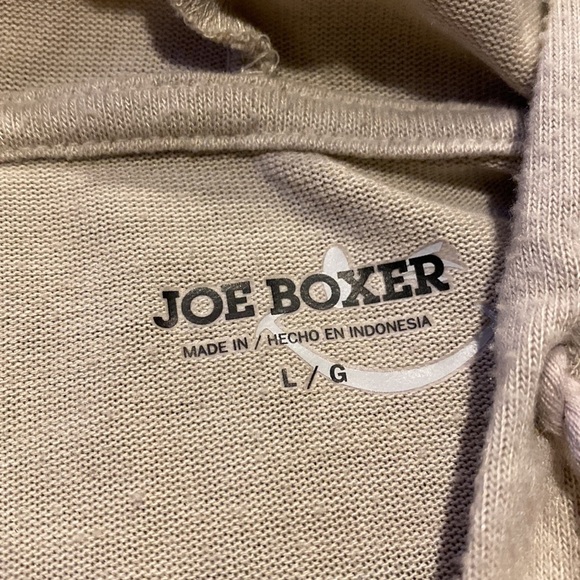 JOE BOXER
MADE IN / HECHO EN INDONESIA
L / G